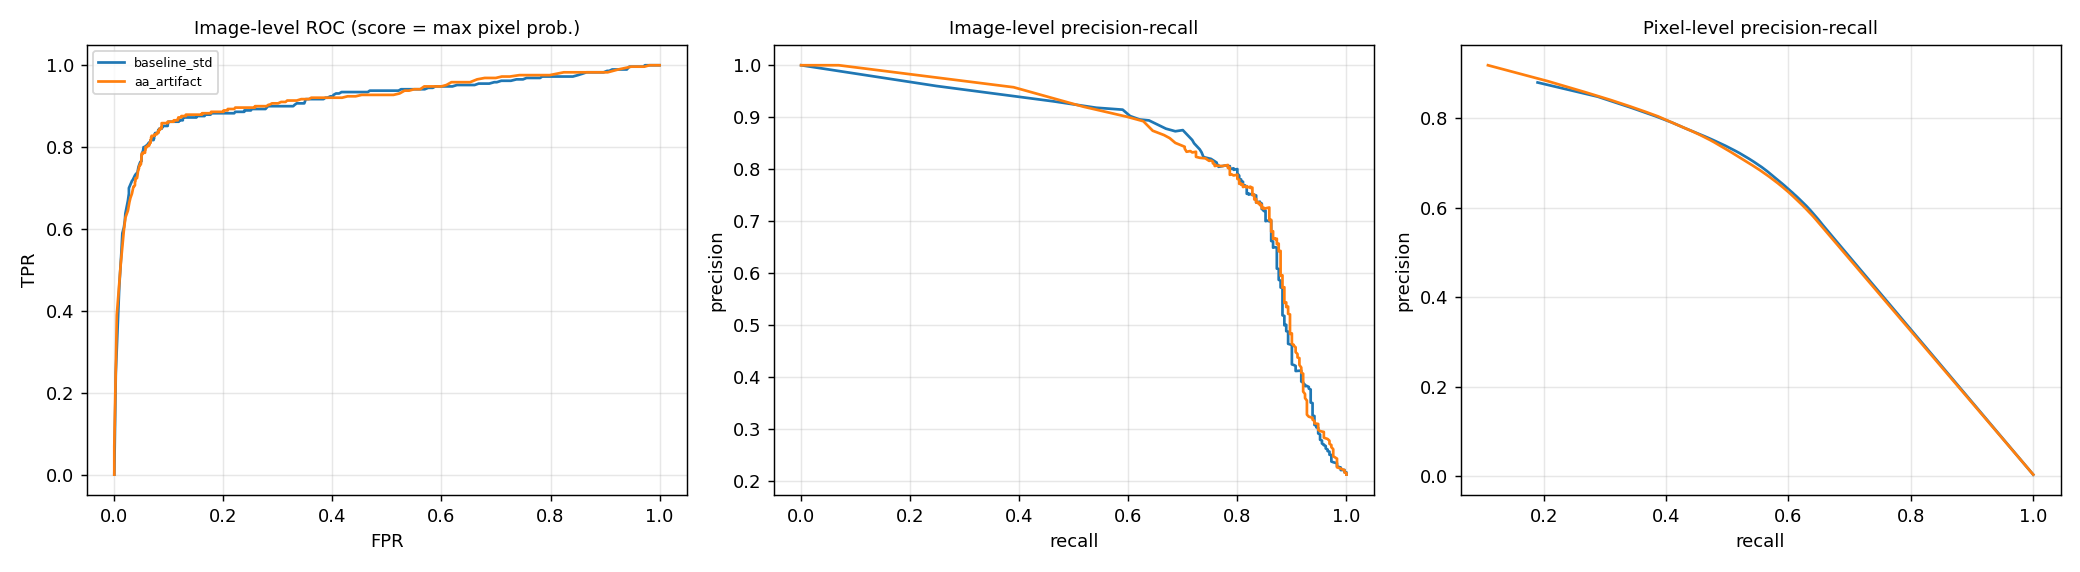 Image-level ROC (score = max pixel prob.)
baseline_std
aa_artifact
TPR
1.0
0.8
0.6
0.4
0.2
0.0
0.0 0.2 0.4 0.6 0.8 1.0
FPR
Image-level precision-recall
precision
1.0
0.9
0.8
0.7
0.6
0.5
0.4
0.3
0.2
0.0 0.2 0.4 0.6 0.8 1.0
recall
Pixel-level precision-recall
precision
0.8
0.6
0.4
0.2
0.0
0.2 0.4 0.6 0.8 1.0
recall